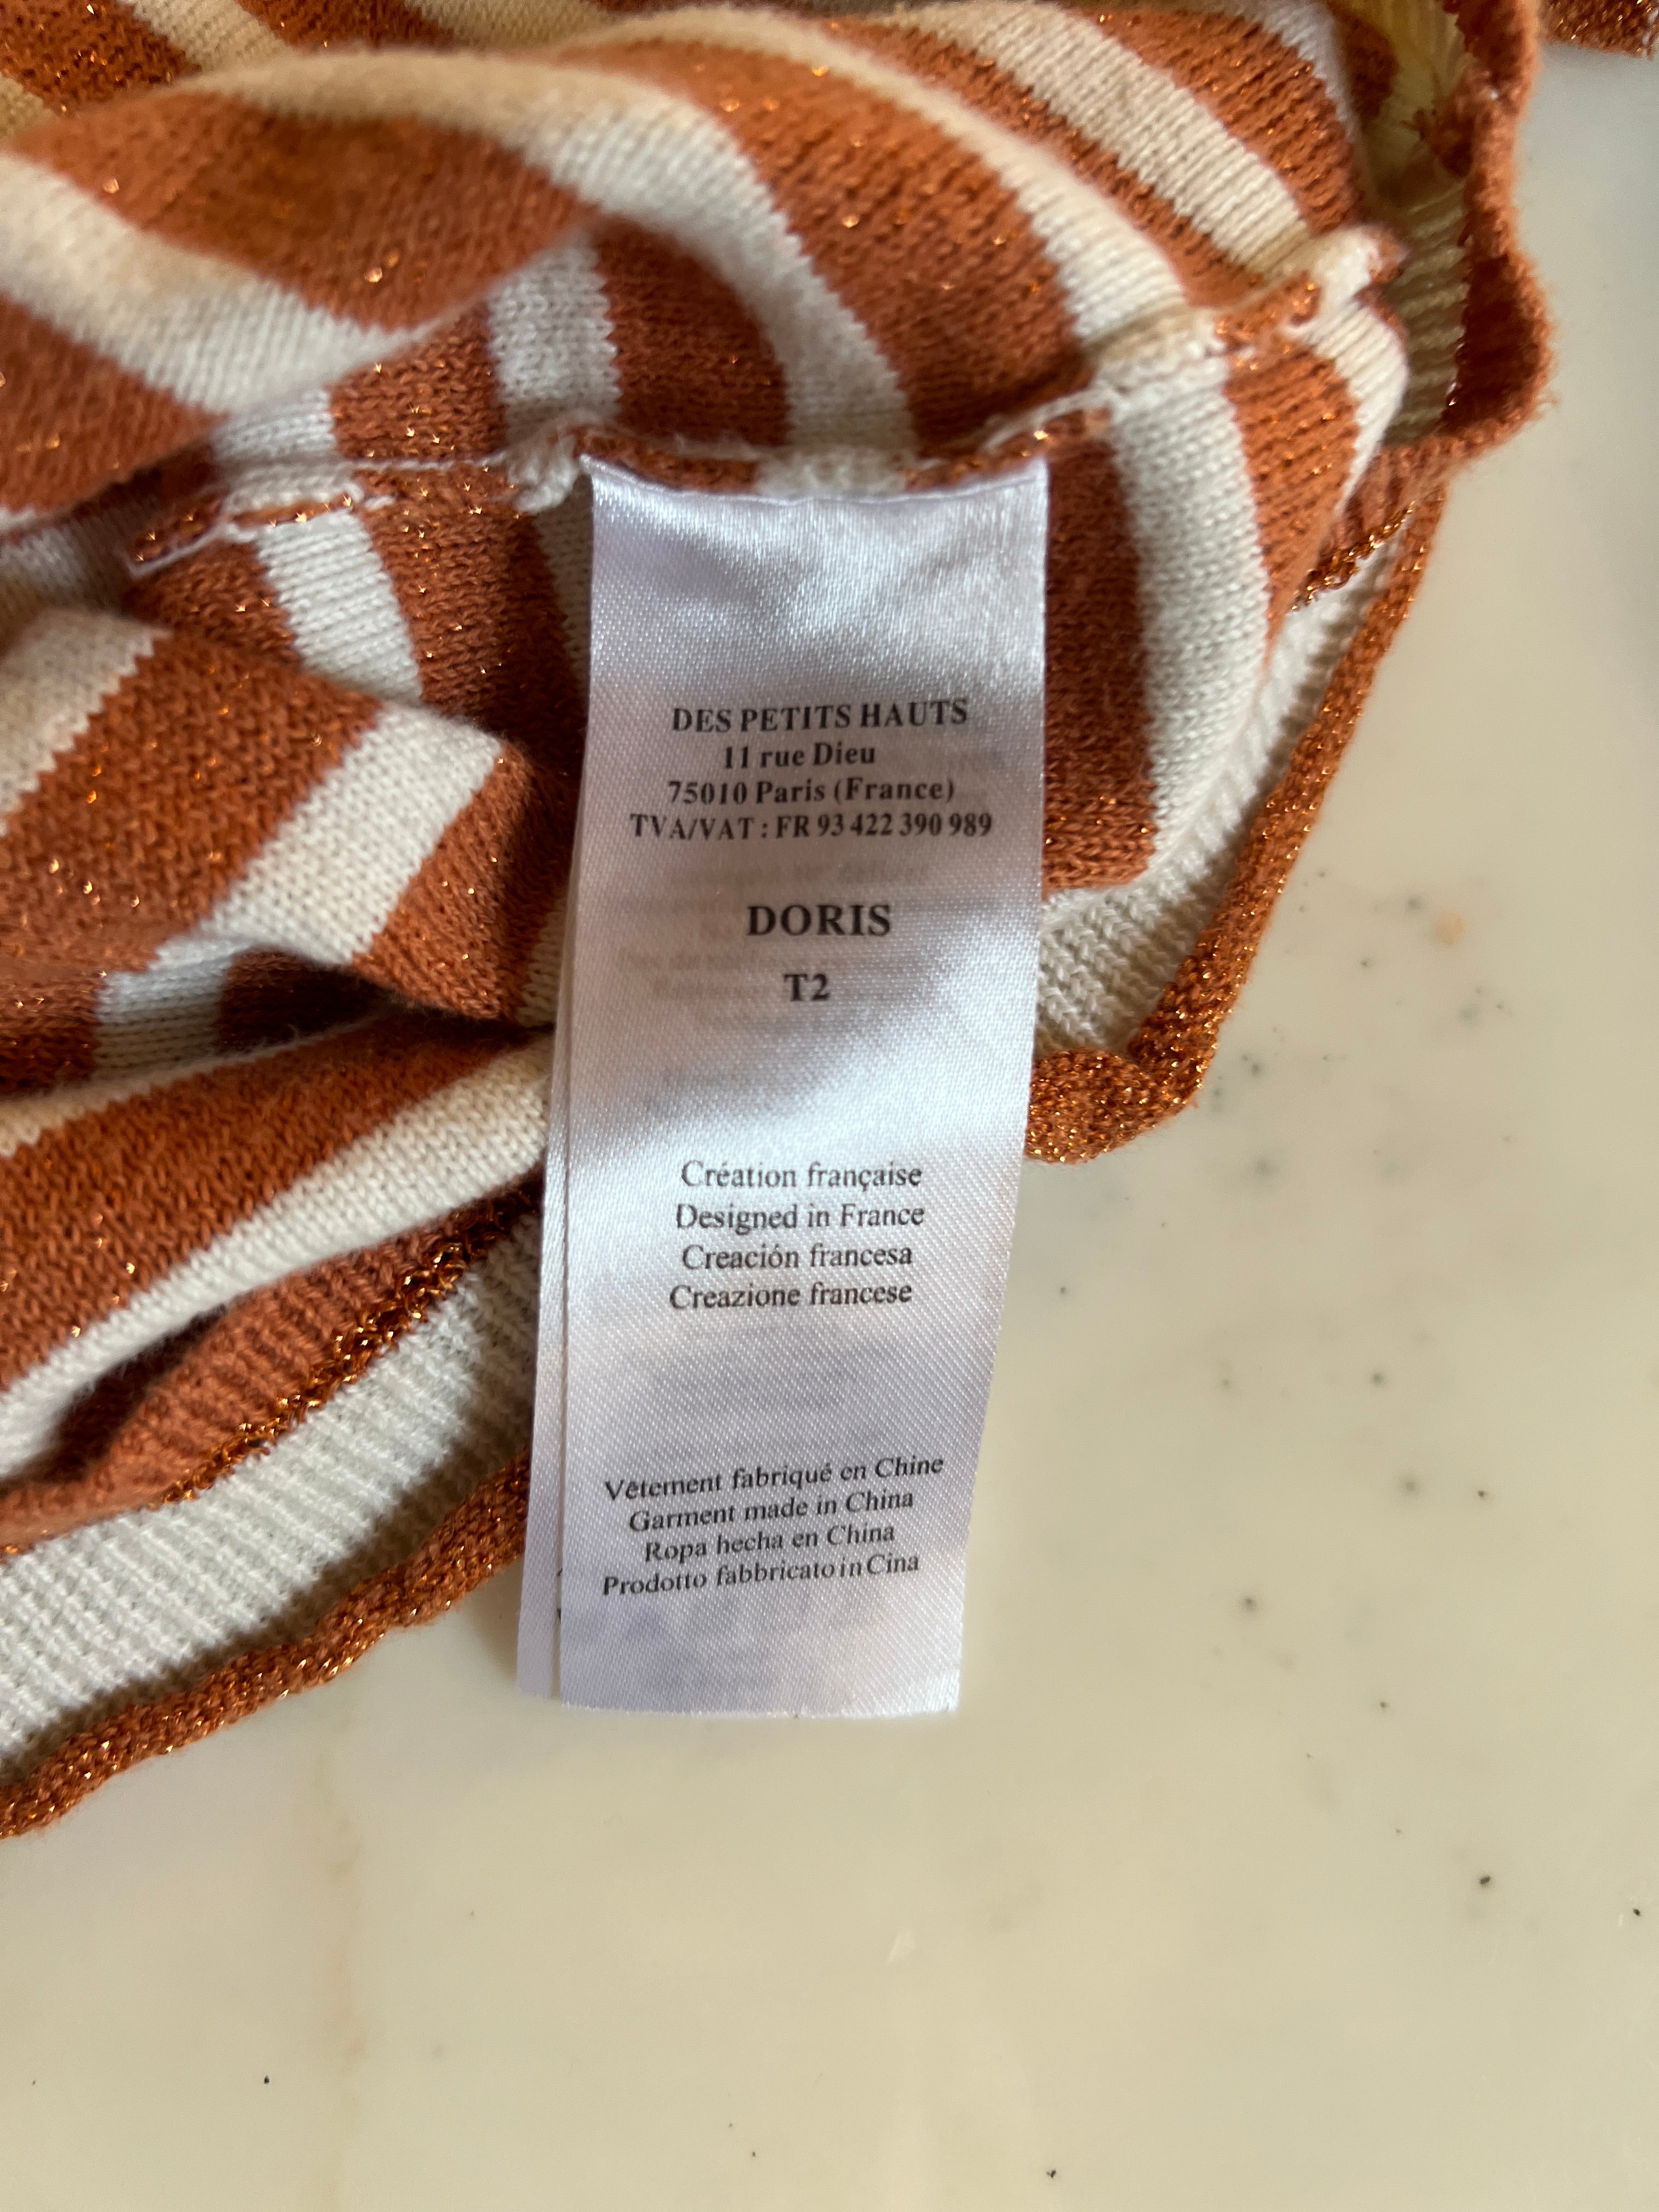 DES PETITS HAUTS
11 rue Dieu
75010 Paris (France)
TVA/VAT : FR 93 422 390 989
DORIS
T2
Création française
Designed in France
Creación francesa
Creazione francese
Vêtement fabriqué en Chine
Garment made in China
Ropa hecha en China
Prodotto fabbricato in Cina